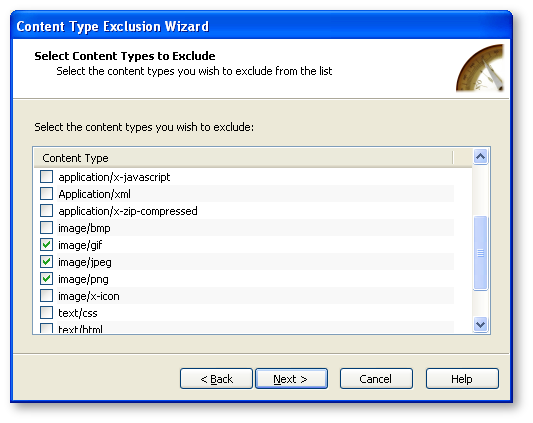 Content Type Exclusion Wizard
Select Content Types to Exclude
Select the content types you wish to exclude from the list
Select the content types you wish to exclude:
Content Type
application/x-javascript
Application/xml
application/x-zip-compressed
image/bmp
image/gif
image/jpeg
image/png
image/x-icon
text/css
text/html
< Back Next > Cancel Help